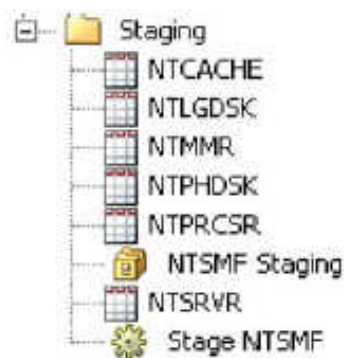 Staging
NTCACHE
NTLGDSK
NTMMR
NTPHDSK
NTPRCSR
NTSMF Staging
NTSRVR
Stage NTSMF